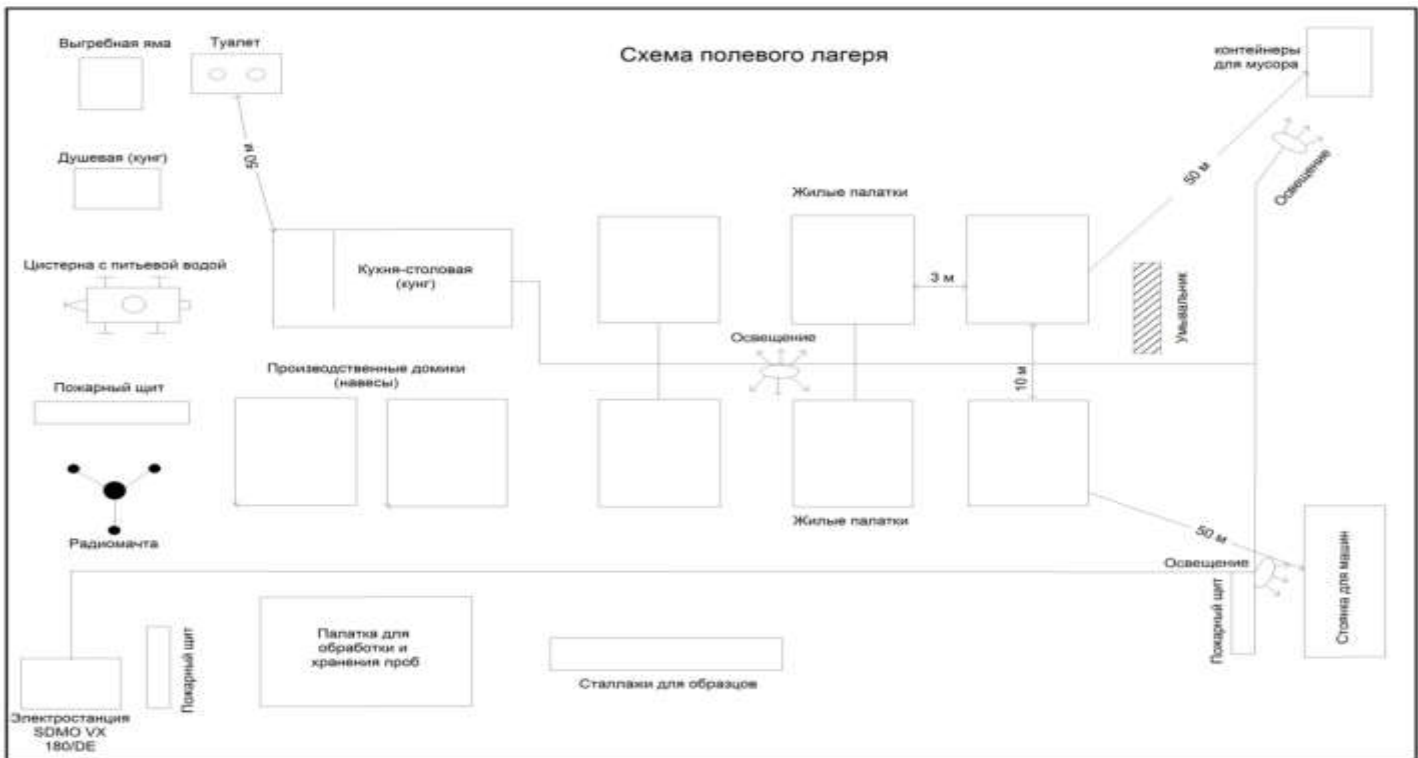 Схема полевого лагеря
Выгребная яма
Туалет
контейнеры
для мусора
50 м
Душевая (кунг)
Освещение
50 м
Жилые палатки
Цистерна с питьевой водой
Кухня-столовая
(кунг)
3 м
Умывальник
Освещение
Производственные домики
(навесы)
10 м
Пожарный щит
Жилые палатки
50 м
Радиомачта
Освещение
Пожарный щит
Стоянка для машин
Пожарный щит
Палатка для
обработки и
хранения проб
Сталлажи для образцов
Электростанция
SDMO VX
180/DE